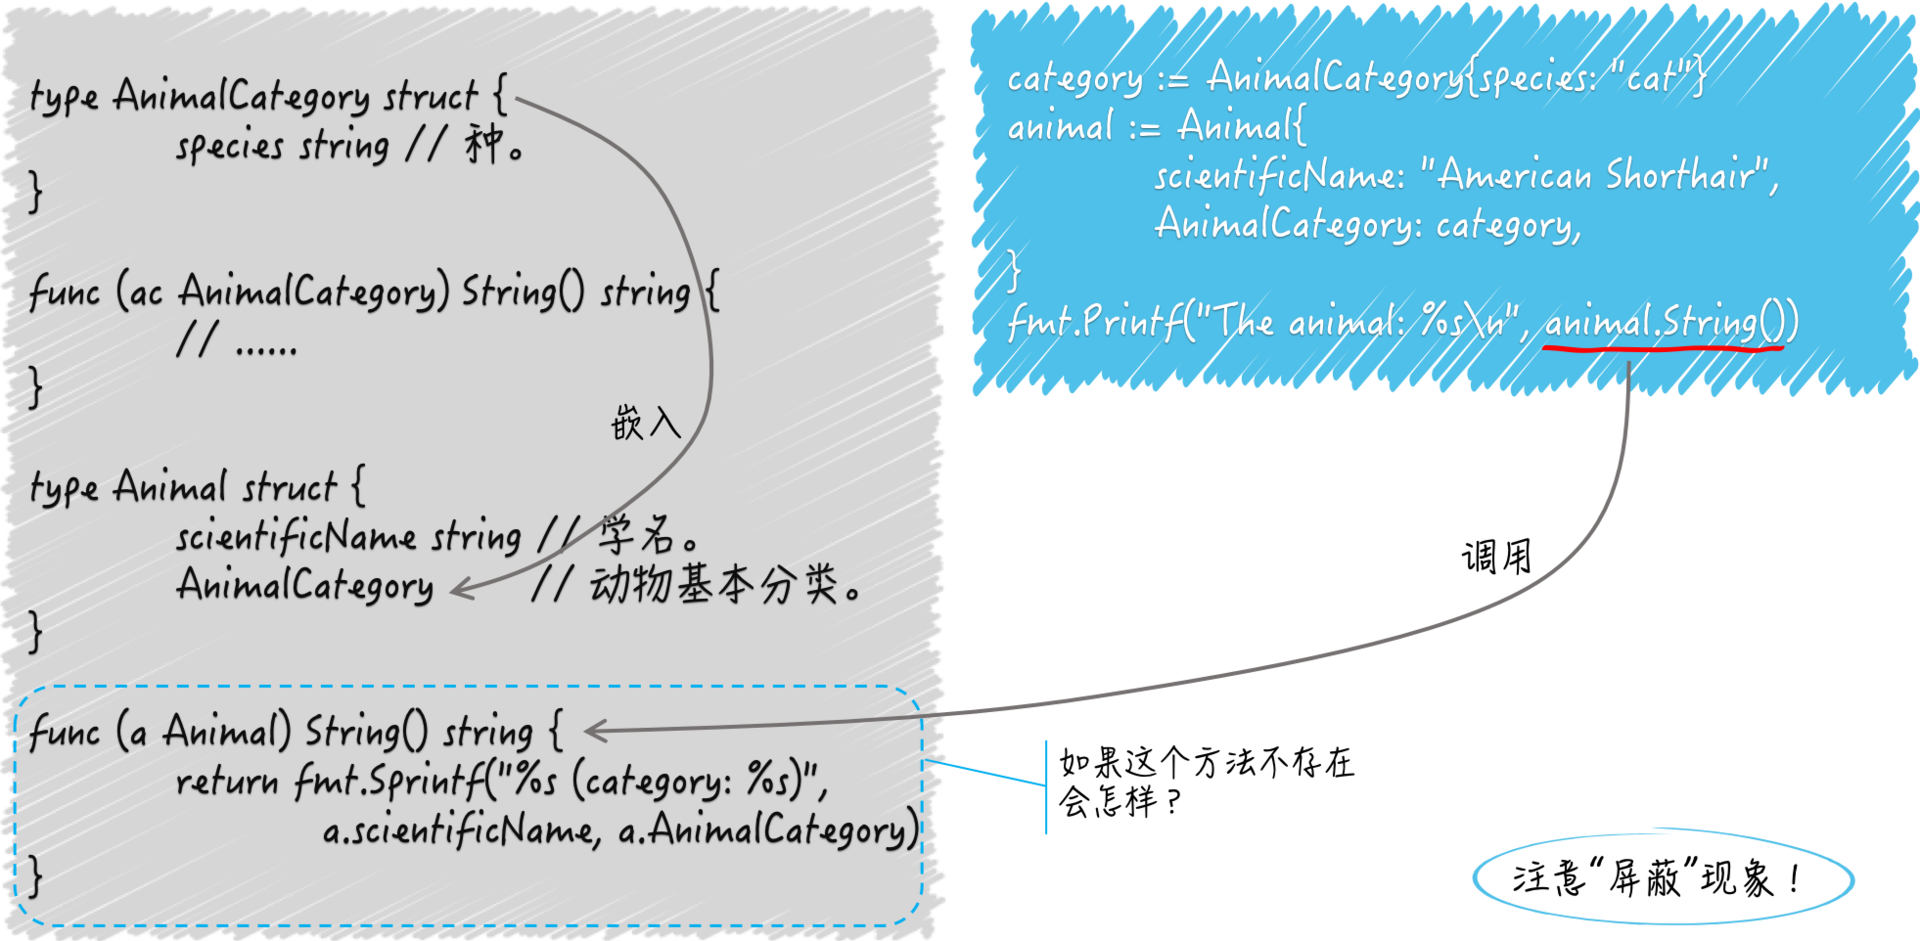 type AnimalCategory struct {
species string // 种。
}
func (ac AnimalCategory) String() string {
// ......
}
嵌入
type Animal struct {
scientificName string // 学名。
AnimalCategory // 动物基本分类。
}
func (a Animal) String() string {
return fmt.Sprintf("%s (category: %s)",
a.scientificName, a.AnimalCategory)
}
category := AnimalCategory{species: "cat"}
animal := Animal{
scientificName: "American Shorthair",
AnimalCategory: category,
}
fmt.Printf("The animal: %s\n", animal.String())
调用
如果这个方法不存在
会怎样？
注意“屏蔽”现象！